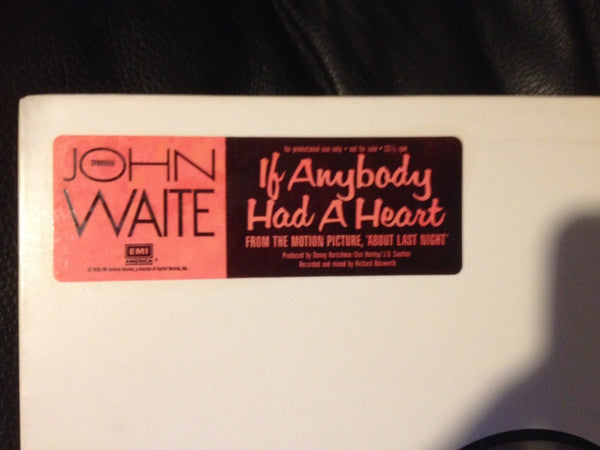 JOHN
WAITE
EMI
AMERICA
for promotional use only • not for sale • 33⅓ rpm
If Anybody
Had A Heart
FROM THE MOTION PICTURE, 'ABOUT LAST NIGHT'
Produced by Danny Kortchmar/Don Henley/J.D. Souther
Recorded and mixed by Richard Bosworth